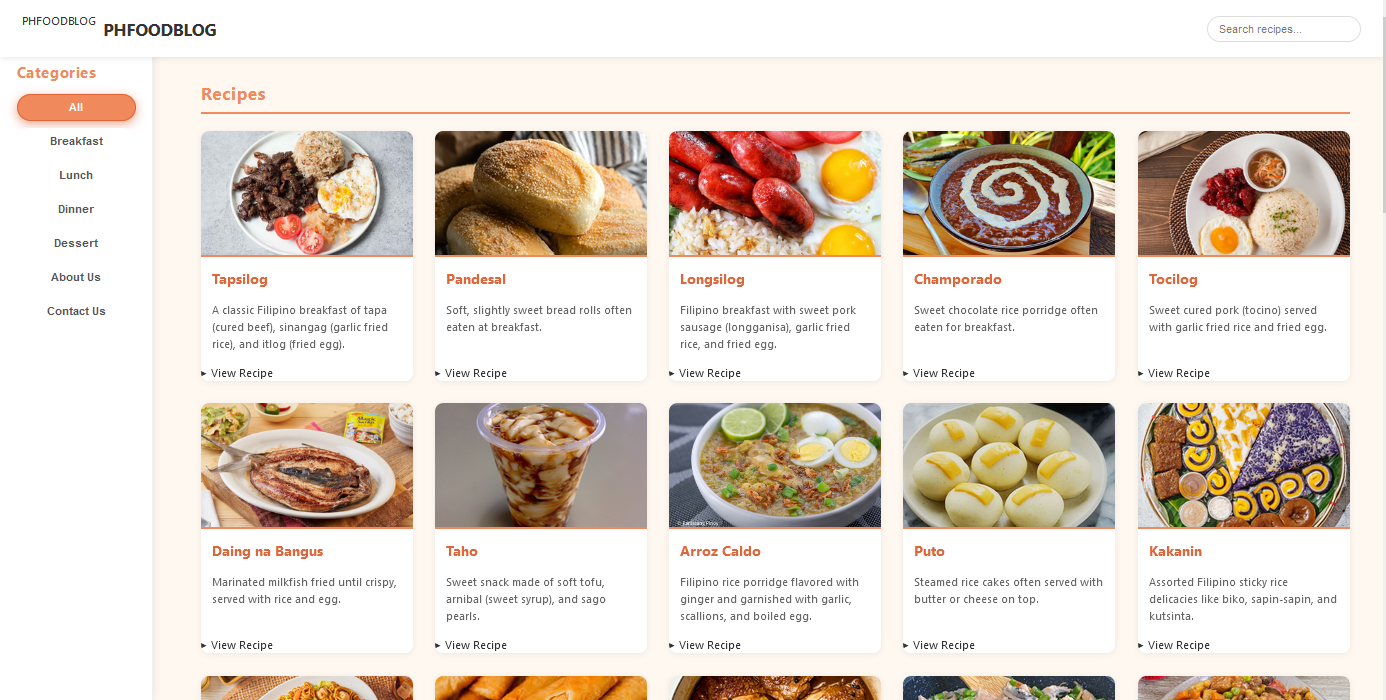 PHFOODBLOG
PHFOODBLOG
Search recipes...
Categories
All
Breakfast
Lunch
Dinner
Dessert
About Us
Contact Us
Recipes
Tapsilog
A classic Filipino breakfast of tapa
(cured beef), sinangag (garlic fried
rice), and itlog (fried egg).
▸ View Recipe
Pandesal
Soft, slightly sweet bread rolls often
eaten at breakfast.
▸ View Recipe
Longsilog
Filipino breakfast with sweet pork
sausage (longganisa), garlic fried
rice, and fried egg.
▸ View Recipe
Champorado
Sweet chocolate rice porridge often
eaten for breakfast.
▸ View Recipe
Tocilog
Sweet cured pork (tocino) served
with garlic fried rice and fried egg.
▸ View Recipe
Daing na Bangus
Marinated milkfish fried until crispy,
served with rice and egg.
▸ View Recipe
Taho
Sweet snack made of soft tofu,
arnibal (sweet syrup), and sago
pearls.
▸ View Recipe
Arroz Caldo
Filipino rice porridge flavored with
ginger and garnished with garlic,
scallions, and boiled egg.
▸ View Recipe
Puto
Steamed rice cakes often served with
butter or cheese on top.
▸ View Recipe
Kakanin
Assorted Filipino sticky rice
delicacies like biko, sapin-sapin, and
kutsinta.
▸ View Recipe